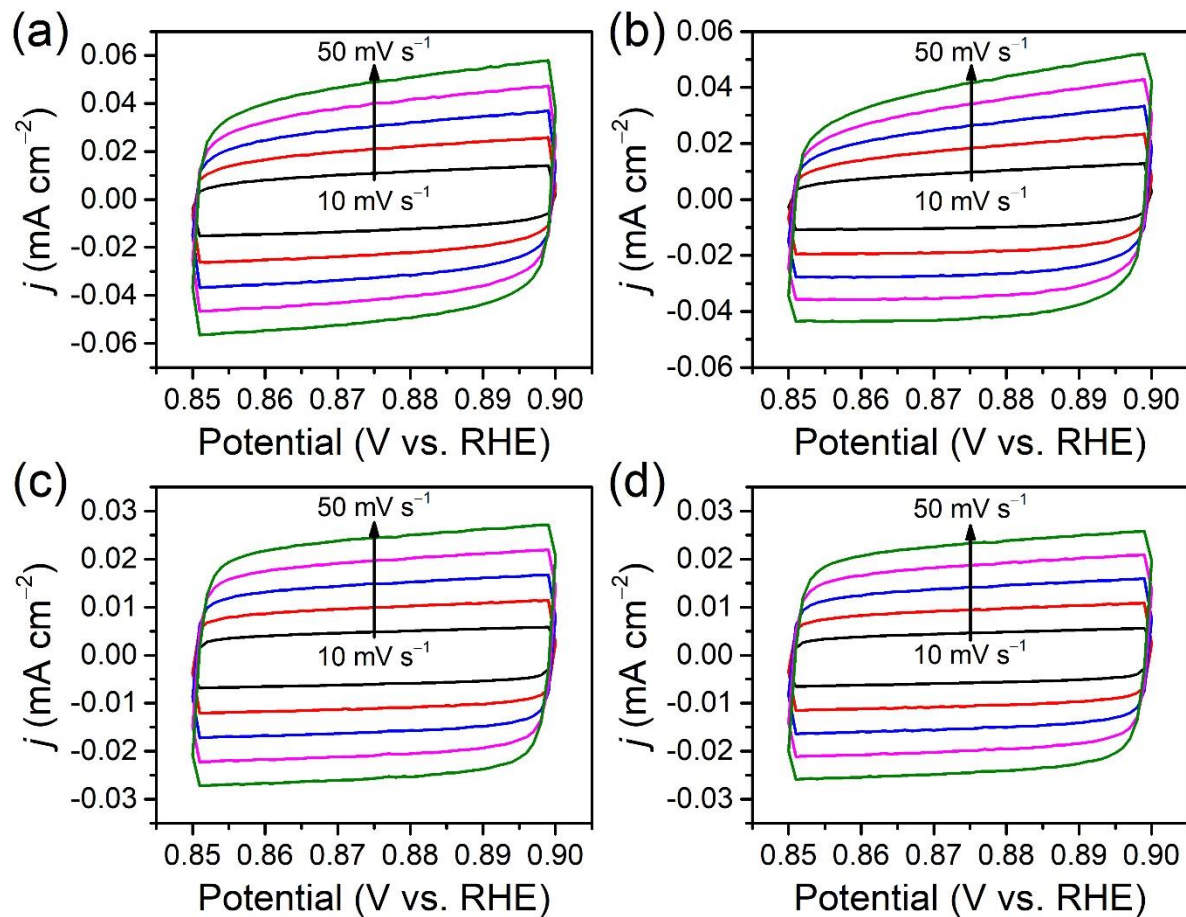 (a)
50 mV s⁻¹
10 mV s⁻¹
0.06
0.04
0.02
0.00
-0.02
-0.04
-0.06
j (mA cm⁻²)
0.85 0.86 0.87 0.88 0.89 0.90
Potential (V vs. RHE)
(b)
50 mV s⁻¹
10 mV s⁻¹
0.06
0.04
0.02
0.00
-0.02
-0.04
-0.06
j (mA cm⁻²)
0.85 0.86 0.87 0.88 0.89 0.90
Potential (V vs. RHE)
(c)
50 mV s⁻¹
10 mV s⁻¹
0.03
0.02
0.01
0.00
-0.01
-0.02
-0.03
j (mA cm⁻²)
0.85 0.86 0.87 0.88 0.89 0.90
Potential (V vs. RHE)
(d)
50 mV s⁻¹
10 mV s⁻¹
0.03
0.02
0.01
0.00
-0.01
-0.02
-0.03
j (mA cm⁻²)
0.85 0.86 0.87 0.88 0.89 0.90
Potential (V vs. RHE)